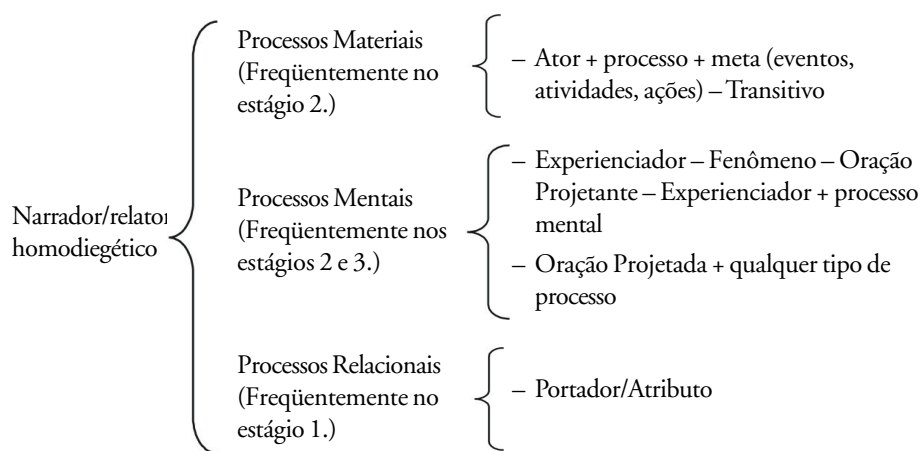 Narrador/relator
homodiegético
Processos Materiais
(Freqüentemente no
estágio 2.)
– Ator + processo + meta (eventos,
atividades, ações) – Transitivo
Processos Mentais
(Freqüentemente nos
estágios 2 e 3.)
– Experienciador – Fenômeno – Oração
Projetante – Experienciador + processo
mental
– Oração Projetada + qualquer tipo de
processo
Processos Relacionais
(Freqüentemente no
estágio 1.)
– Portador/Atributo